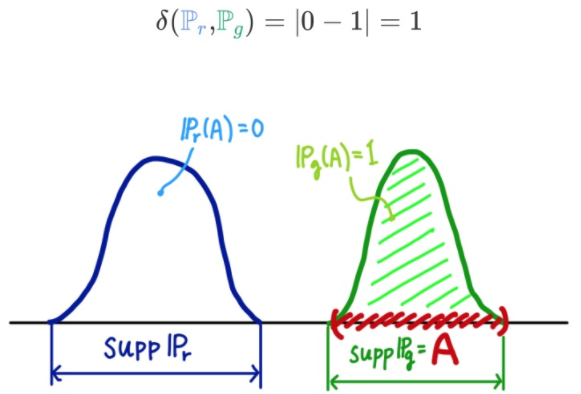 δ(ℙr,ℙg) = |0 − 1| = 1
ℙr(A)=0
ℙg(A)=1
supp ℙr
supp ℙg = A